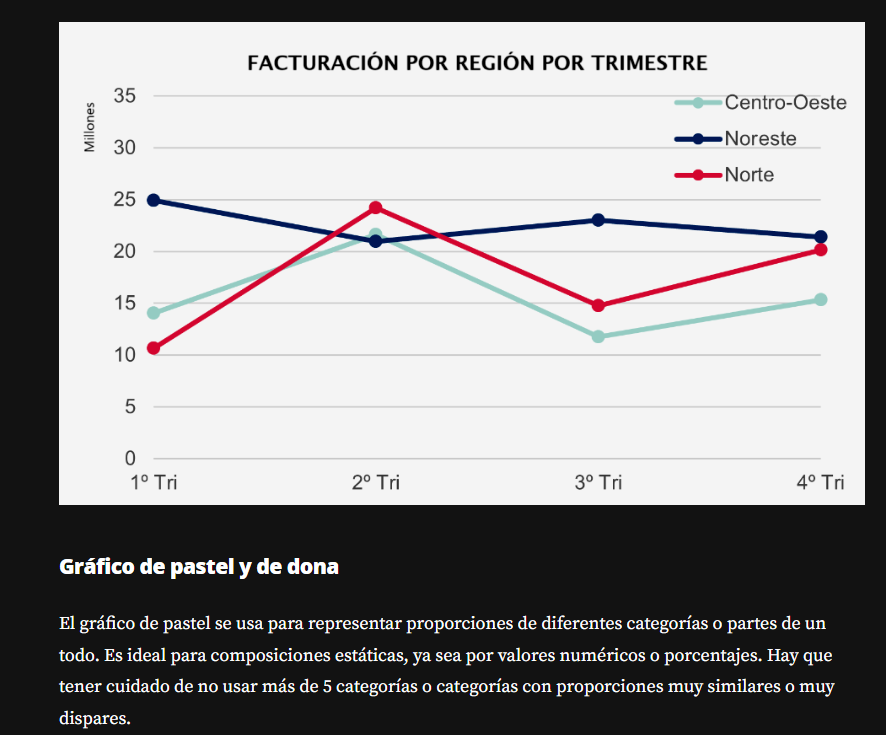 FACTURACIÓN POR REGIÓN POR TRIMESTRE
Millones
35
30
25
20
15
10
5
0
Centro-Oeste
Noreste
Norte
1º Tri
2º Tri
3º Tri
4º Tri
Gráfico de pastel y de dona
El gráfico de pastel se usa para representar proporciones de diferentes categorías o partes de un
todo. Es ideal para composiciones estáticas, ya sea por valores numéricos o porcentajes. Hay que
tener cuidado de no usar más de 5 categorías o categorías con proporciones muy similares o muy
dispares.